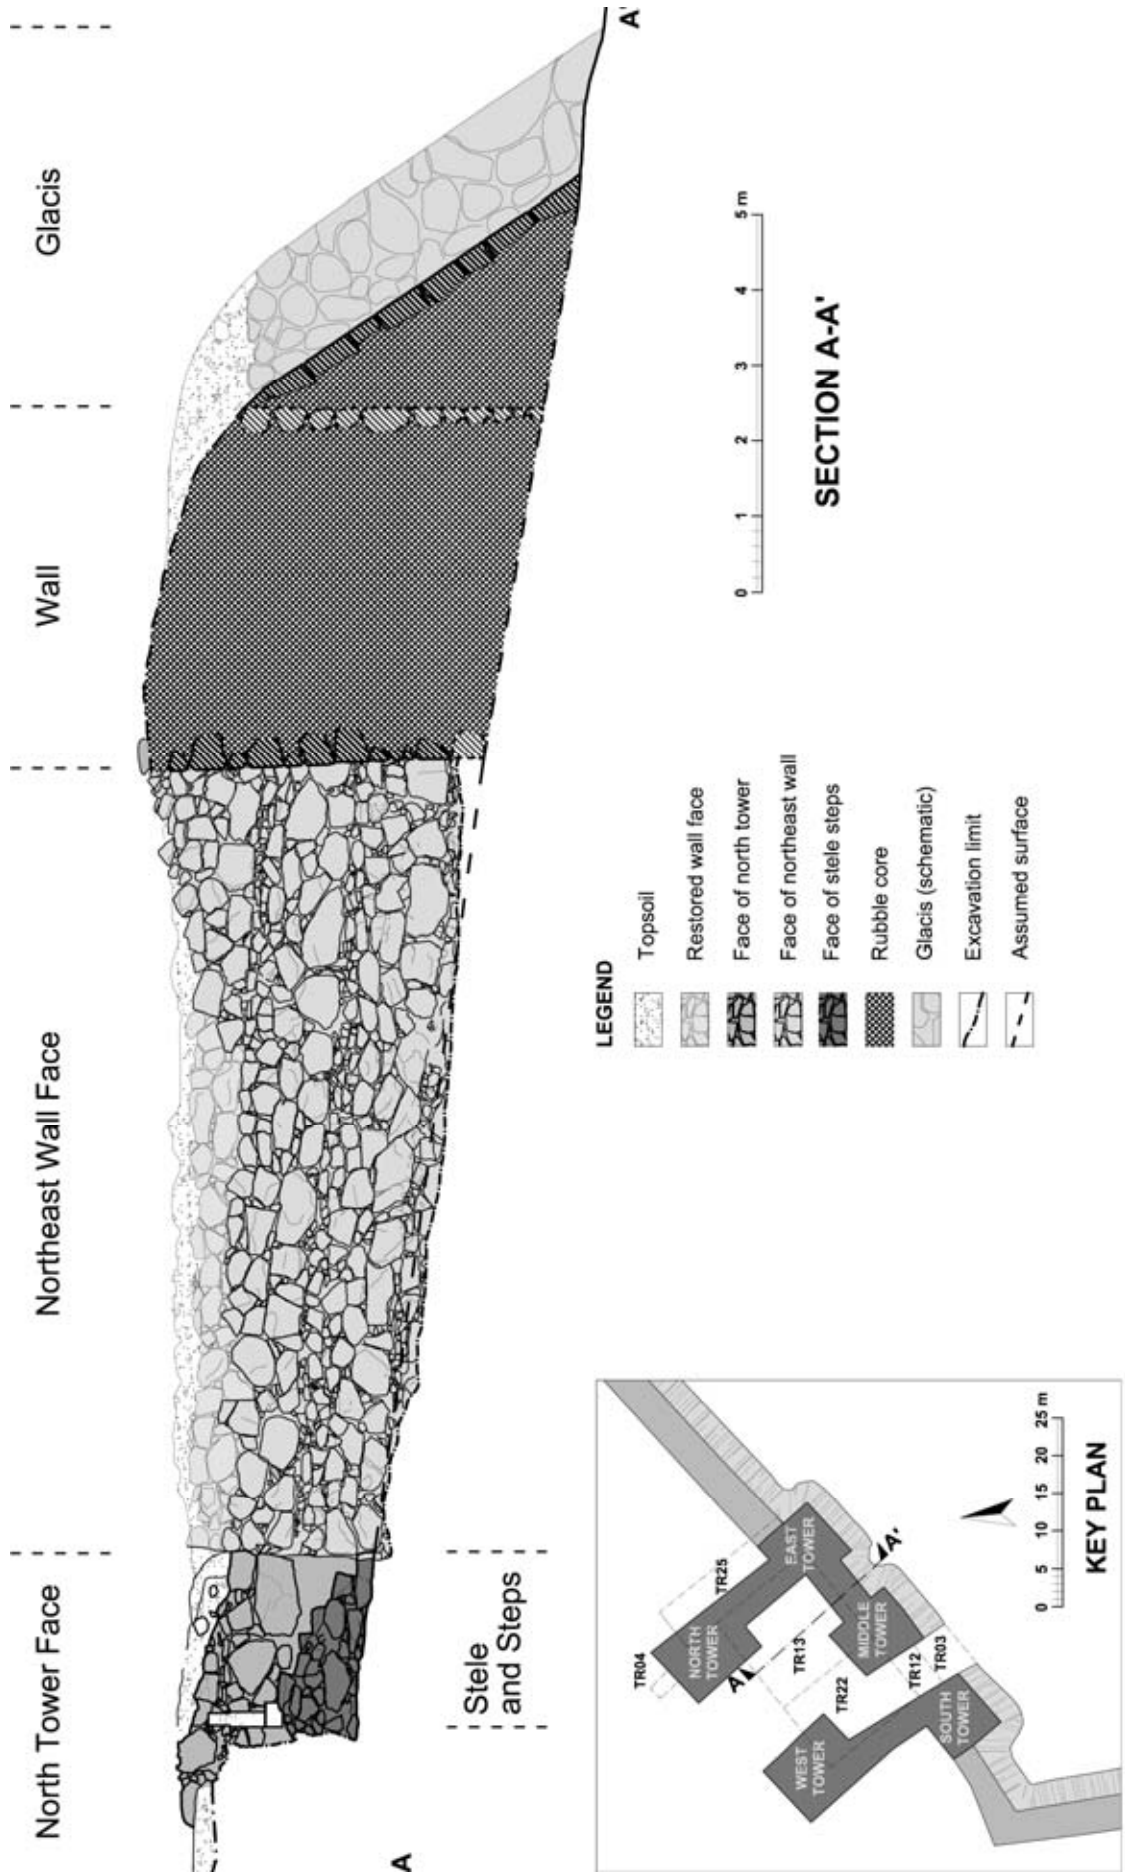 North Tower Face
Northeast Wall Face
Wall
Glacis
Stele
and Steps
A
A'
LEGEND
Topsoil
Restored wall face
Face of north tower
Face of northeast wall
Face of stele steps
Rubble core
Glacis (schematic)
Excavation limit
Assumed surface
0 1 2 3 4 5 m
SECTION A-A'
TR04
NORTH
TOWER
TR25
EAST
TOWER
A
TR13
A'
MIDDLE
TOWER
TR22
TR12
TR03
WEST
TOWER
SOUTH
TOWER
0 5 10 15 20 25 m
KEY PLAN